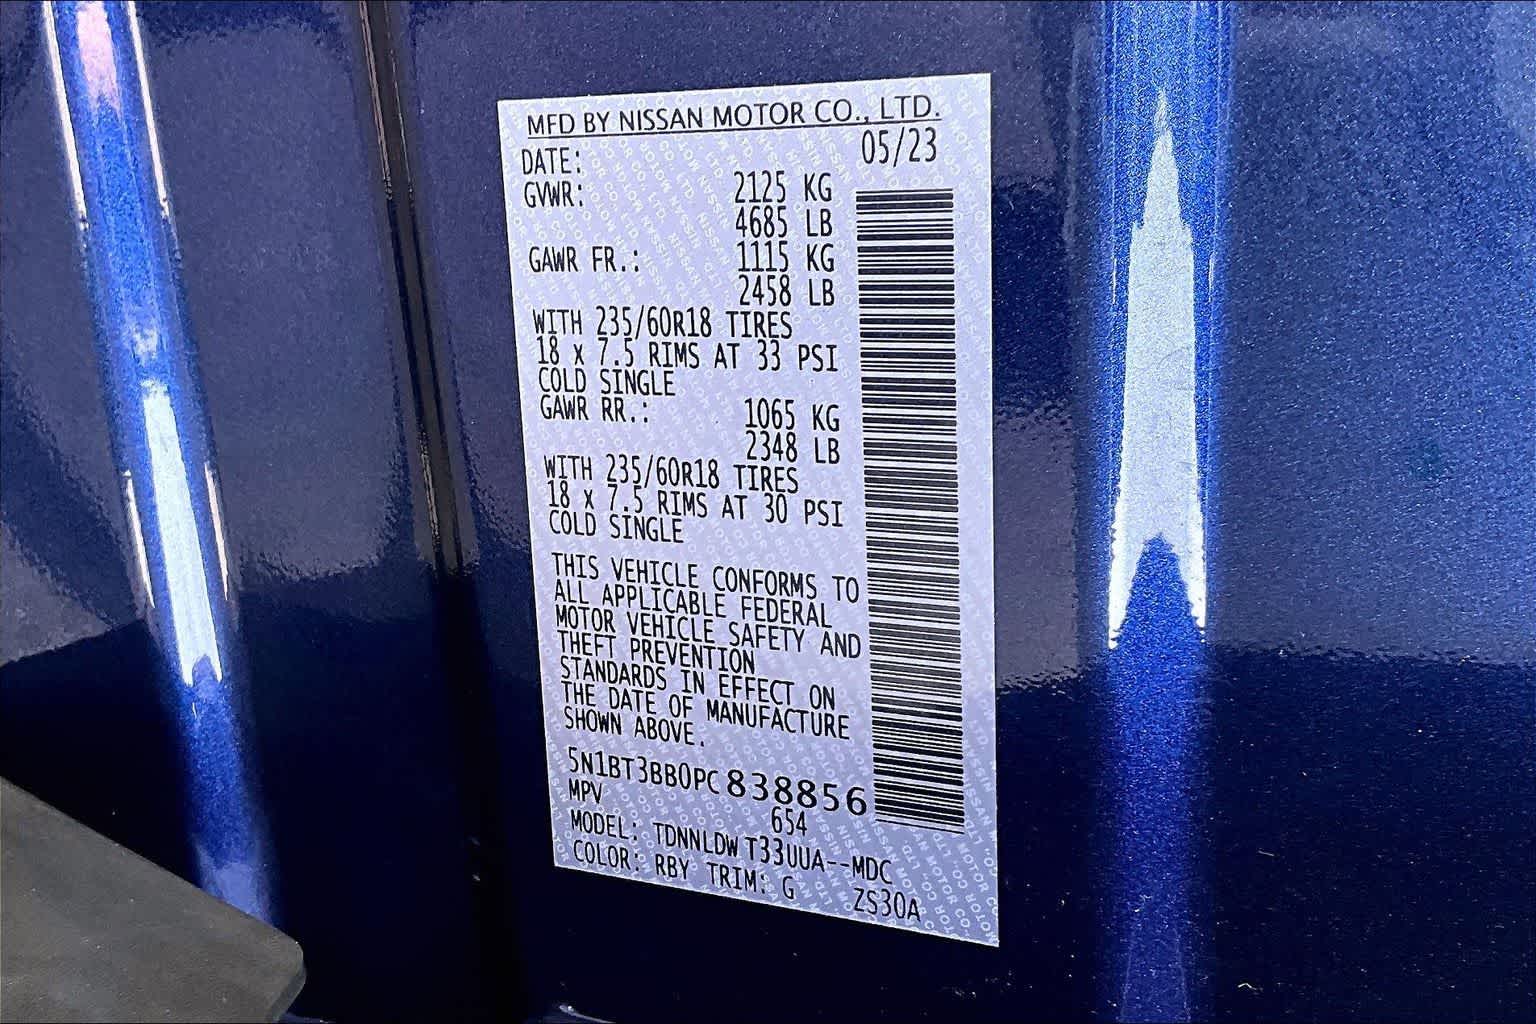 MFD BY NISSAN MOTOR CO., LTD.
DATE: 05/23
GVWR: 2125 KG
4685 LB
GAWR FR.: 1115 KG
2458 LB
WITH 235/60R18 TIRES
18 x 7.5 RIMS AT 33 PSI
COLD SINGLE
GAWR RR.: 1065 KG
2348 LB
WITH 235/60R18 TIRES
18 x 7.5 RIMS AT 30 PSI
COLD SINGLE
THIS VEHICLE CONFORMS TO
ALL APPLICABLE FEDERAL
MOTOR VEHICLE SAFETY AND
THEFT PREVENTION
STANDARDS IN EFFECT ON
THE DATE OF MANUFACTURE
SHOWN ABOVE.
5N1BT3BB0PC838856
MPV 654
MODEL: TDNNLDW T33UUA--MDC
COLOR: RBY TRIM: G ZS30A